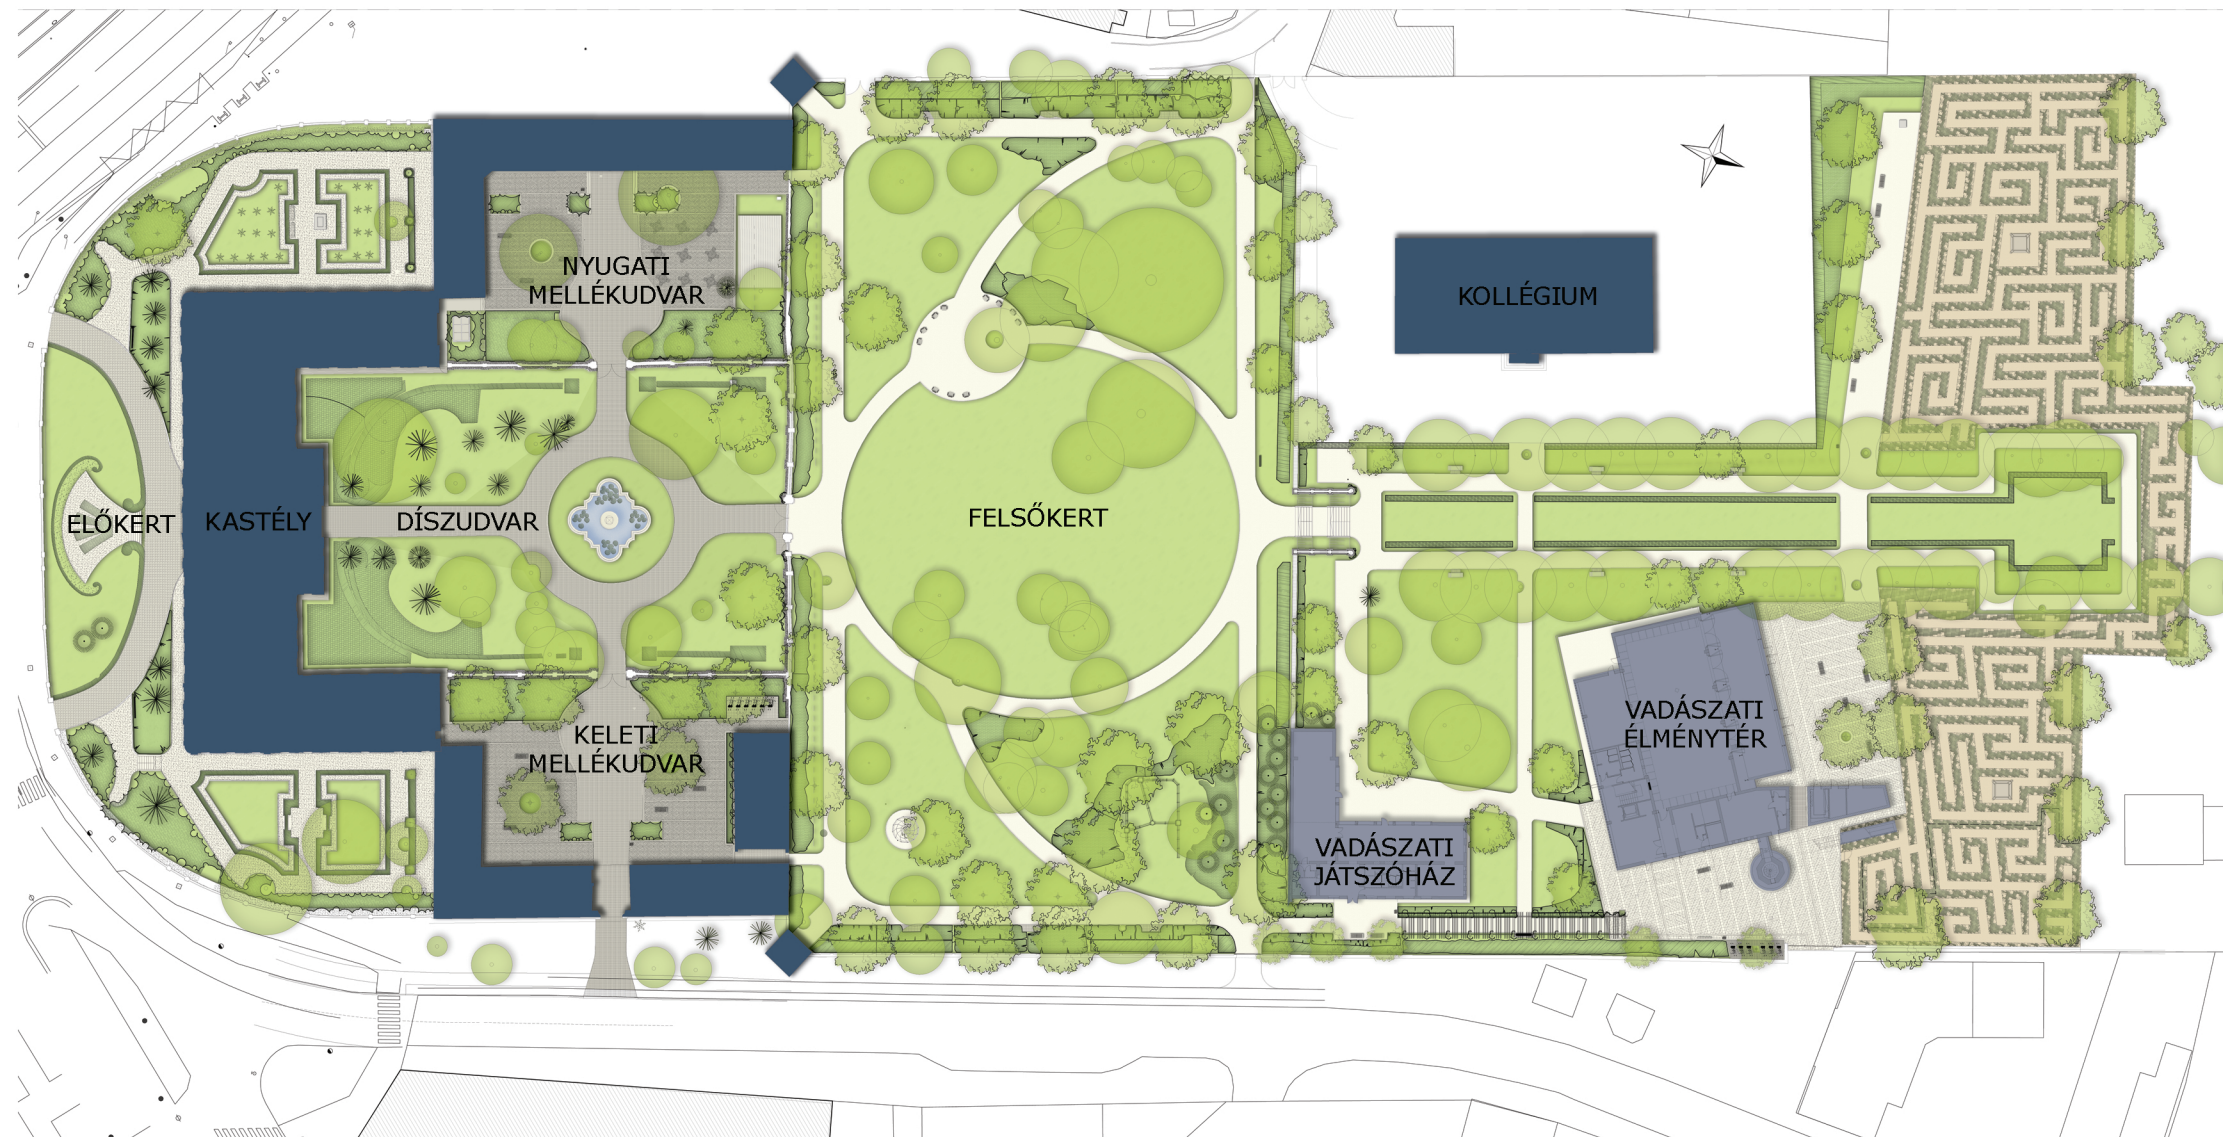 NYUGATI
MELLÉKUDVAR
KOLLÉGIUM
ELŐKERT
KASTÉLY
DÍSZUDVAR
FELSŐKERT
KELETI
MELLÉKUDVAR
VADÁSZATI
ÉLMÉNYTÉR
VADÁSZATI
JÁTSZÓHÁZ